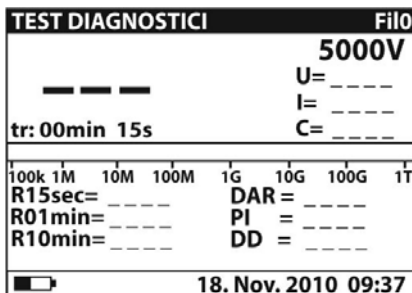 TEST DIAGNOSTICI Fil0
5000V
U= _ _ _ _
_ _ _
I= _ _ _ _
tr: 00min 15s C= _ _ _ _
100k 1M 10M 100M 1G 10G 100G 1T
R15sec= _ _ _ _ DAR = _ _ _ _
R01min= _ _ _ _ PI = _ _ _ _
R10min= _ _ _ _ DD = _ _ _ _
18. Nov. 2010 09:37